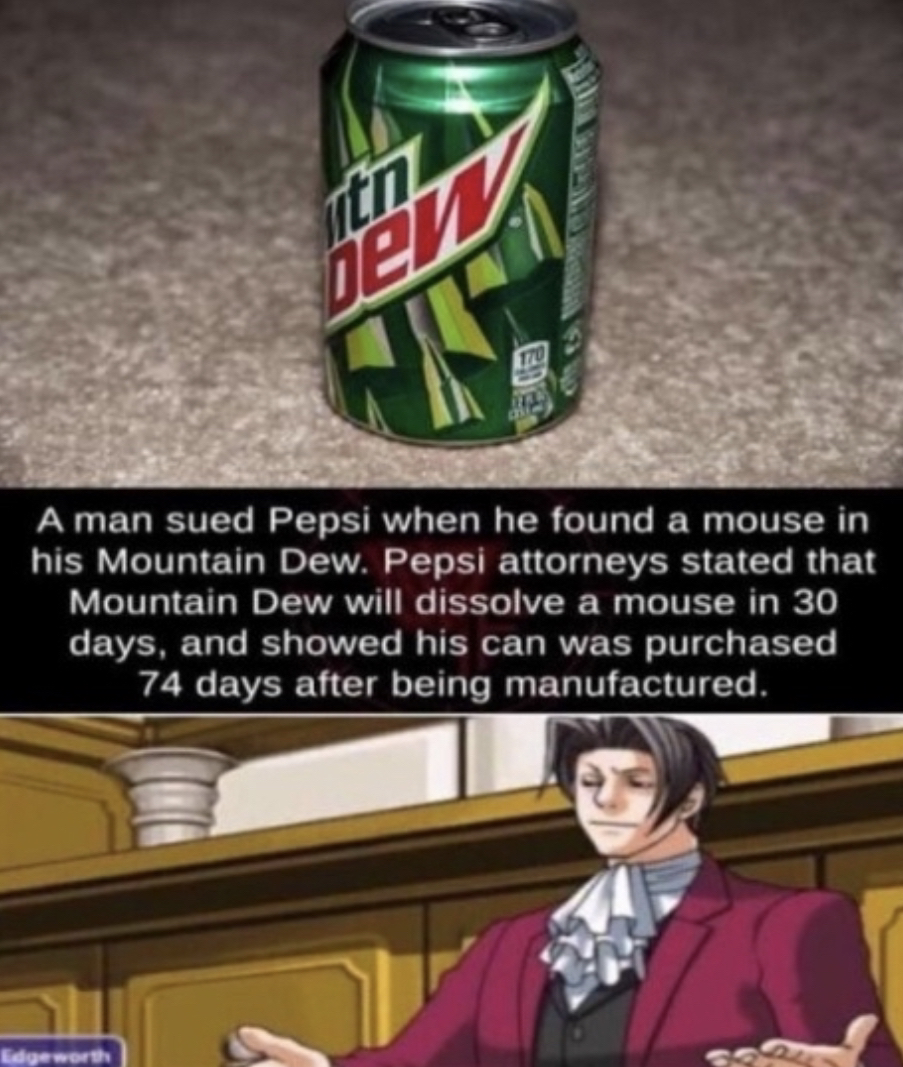 mtn
DEW
170
A man sued Pepsi when he found a mouse in
his Mountain Dew. Pepsi attorneys stated that
Mountain Dew will dissolve a mouse in 30
days, and showed his can was purchased
74 days after being manufactured.
Edgeworth